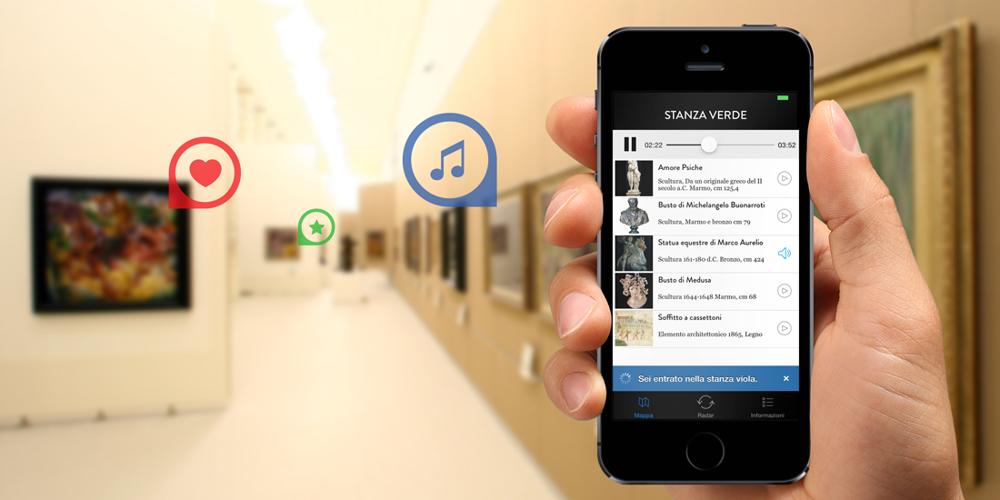 STANZA VERDE
02:22
03:52
Amore Psiche
Scultura, Da un originale greco del II
secolo a.C. Marmo, cm 125,4
Busto di Michelangelo Buonarroti
Scultura, Marmo e bronzo cm 79
Statua equestre di Marco Aurelio
Scultura 161-180 d.C. Bronzo, cm 424
Busto di Medusa
Scultura 1644-1648 Marmo, cm 68
Soffitto a cassettoni
Elemento architettonico 1865, Legno
Sei entrato nella stanza viola.
Mappa
Radar
Informazioni